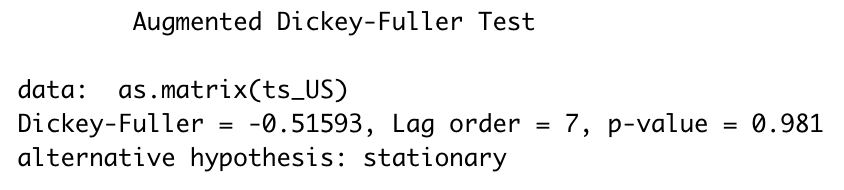 Augmented Dickey-Fuller Test
data:  as.matrix(ts_US)
Dickey-Fuller = -0.51593, Lag order = 7, p-value = 0.981
alternative hypothesis: stationary